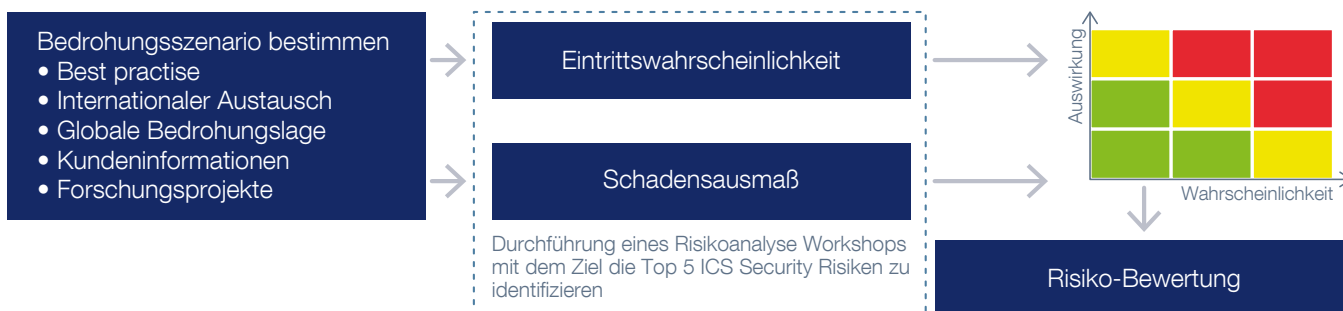 Bedrohungsszenario bestimmen
• Best practise
• Internationaler Austausch
• Globale Bedrohungslage
• Kundeninformationen
• Forschungsprojekte
Eintrittswahrscheinlichkeit
Schadensausmaß
Durchführung eines Risikoanalyse Workshops
mit dem Ziel die Top 5 ICS Security Risiken zu
identifizieren
Auswirkung
Wahrscheinlichkeit
Risiko-Bewertung